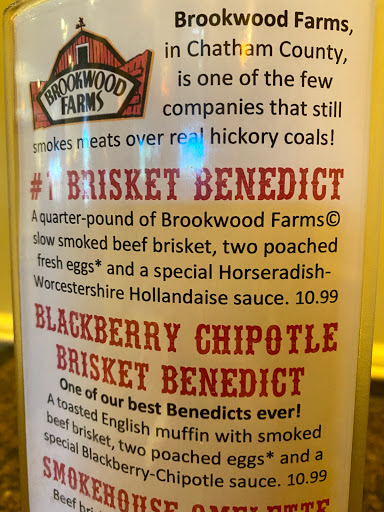 BROOKWOOD
FARMS
Brookwood Farms,
in Chatham County,
is one of the few
companies that still
smokes meats over real hickory coals!
#1 BRISKET BENEDICT
A quarter-pound of Brookwood Farms©
slow smoked beef brisket, two poached
fresh eggs* and a special Horseradish-
Worcestershire Hollandaise sauce. 10.99
BLACKBERRY CHIPOTLE
BRISKET BENEDICT
One of our best Benedicts ever!
A toasted English muffin with smoked
beef brisket, two poached eggs* and a
special Blackberry-Chipotle sauce. 10.99
SMOKEHOUSE OMELETTE
Beef